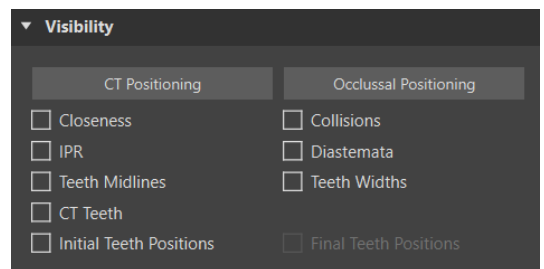 Visibility
CT Positioning
Occlussal Positioning
Closeness
Collisions
IPR
Diastemata
Teeth Midlines
Teeth Widths
CT Teeth
Initial Teeth Positions
Final Teeth Positions